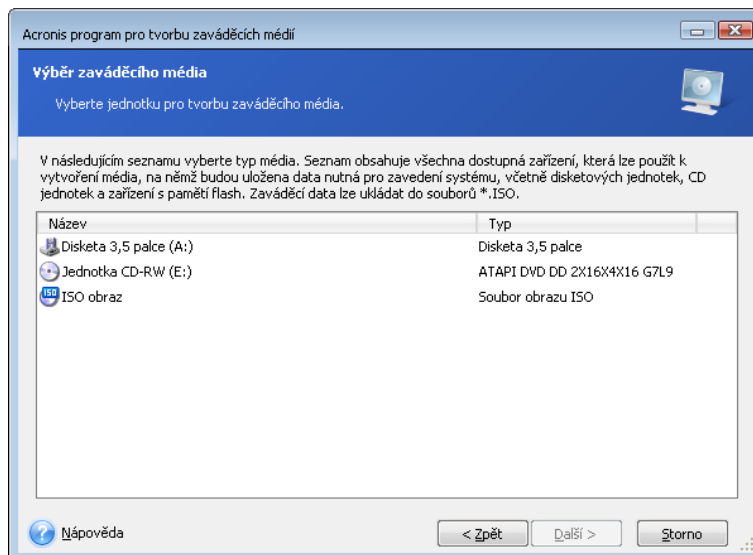 Acronis program pro tvorbu zaváděcích médií
Výběr zaváděcího média
Vyberte jednotku pro tvorbu zaváděcího média.
V následujícím seznamu vyberte typ média. Seznam obsahuje všechna dostupná zařízení, která lze použít k
vytvoření média, na němž budou uložena data nutná pro zavedení systému, včetně disketových jednotek, CD
jednotek a zařízení s pamětí flash. Zaváděcí data lze ukládat do souborů *.ISO.
Název Typ
Disketa 3,5 palce (A:) Disketa 3,5 palce
Jednotka CD-RW (E:) ATAPI DVD DD 2X16X4X16 G7L9
ISO ISO obraz Soubor obrazu ISO
Nápověda < Zpět Další > Storno